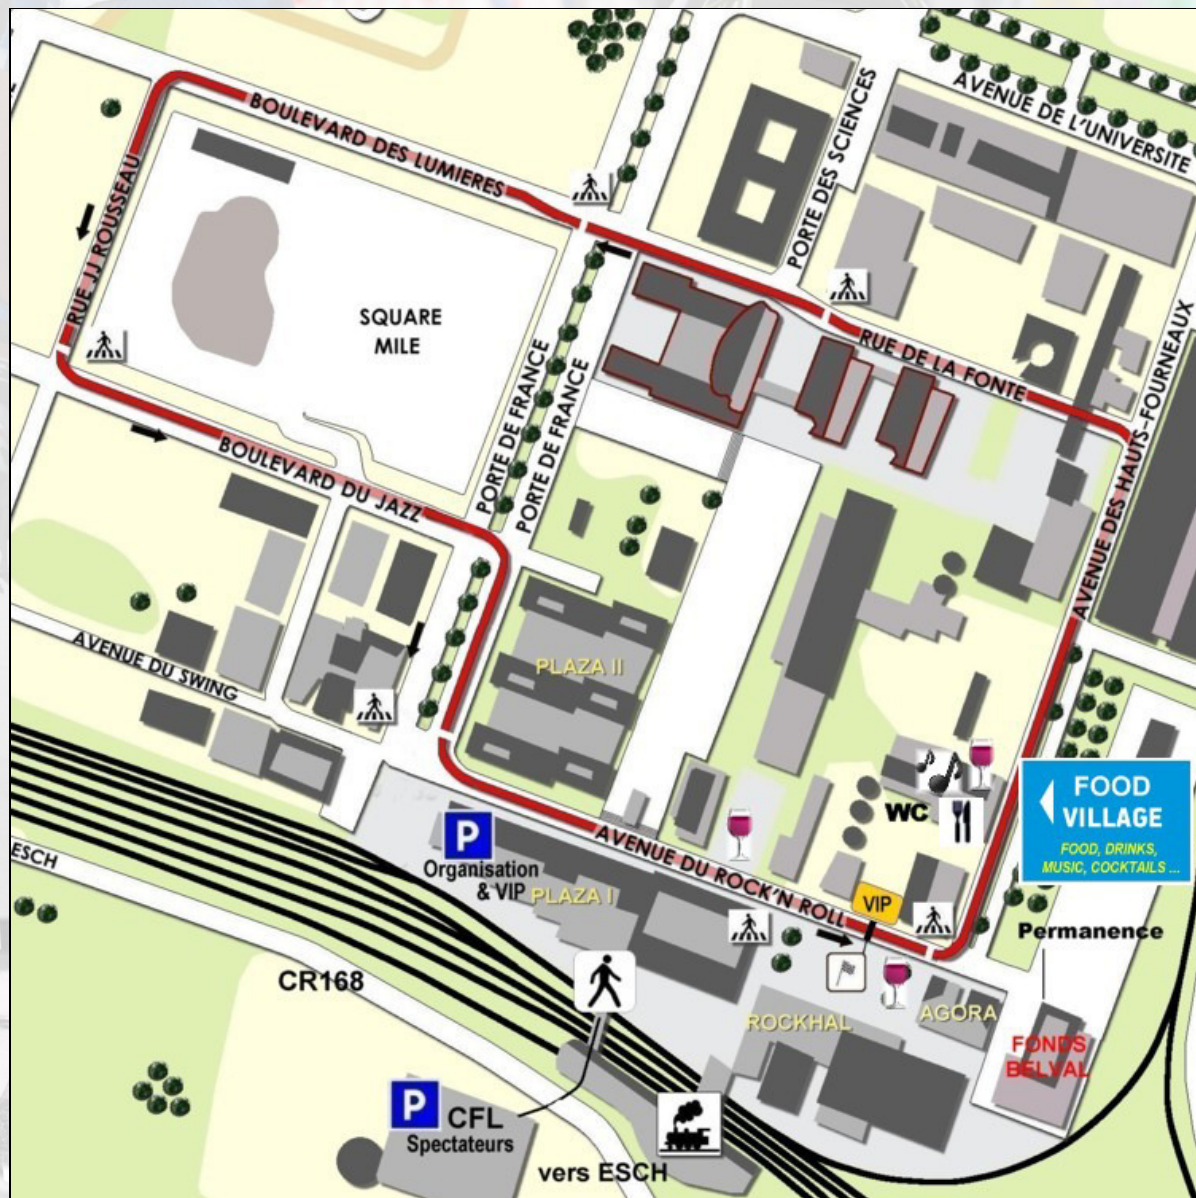 AVENUE DE L'UNIVERSITE
PORTE DES SCIENCES
BOULEVARD DES LUMIERES
RUE JJ ROUSSEAU
SQUARE
MILE
PORTE DE FRANCE
PORTE DE FRANCE
RUE DE LA FONTE
AVENUE DES HAUTS-FOURNEAUX
BOULEVARD DU JAZZ
AVENUE DU SWING
PLAZA II
FOOD
VILLAGE
FOOD, DRINKS,
MUSIC, COCKTAILS ...
WC
P
Organisation
& VIP
PLAZA I
AVENUE DU ROCK'N ROLL
VIP
Permanence
ESCH
CR168
ROCKHAL
AGORA
FONDS
BELVAL
P
CFL
Spectateurs
vers ESCH